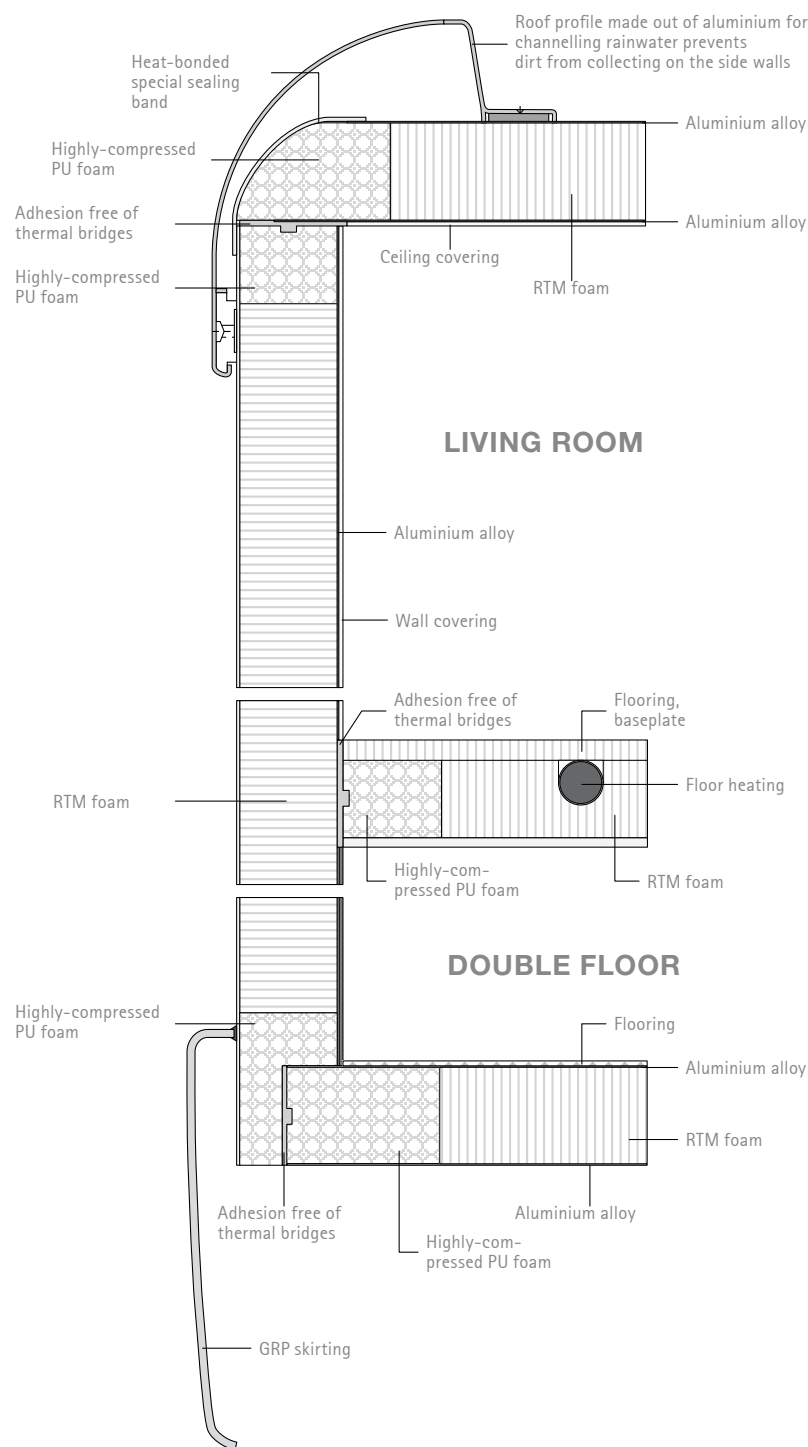 Roof profile made out of aluminium for
channelling rainwater prevents
dirt from collecting on the side walls
Heat-bonded
special sealing
band
Aluminium alloy
Highly-compressed
PU foam
Adhesion free of
thermal bridges
Aluminium alloy
Ceiling covering
Highly-compressed
PU foam
RTM foam
LIVING ROOM
Aluminium alloy
Wall covering
Adhesion free of
thermal bridges
Flooring,
baseplate
Floor heating
RTM foam
Highly-com-
pressed PU foam
RTM foam
DOUBLE FLOOR
Highly-compressed
PU foam
Flooring
Aluminium alloy
RTM foam
Adhesion free of
thermal bridges
Aluminium alloy
Highly-com-
pressed PU foam
GRP skirting